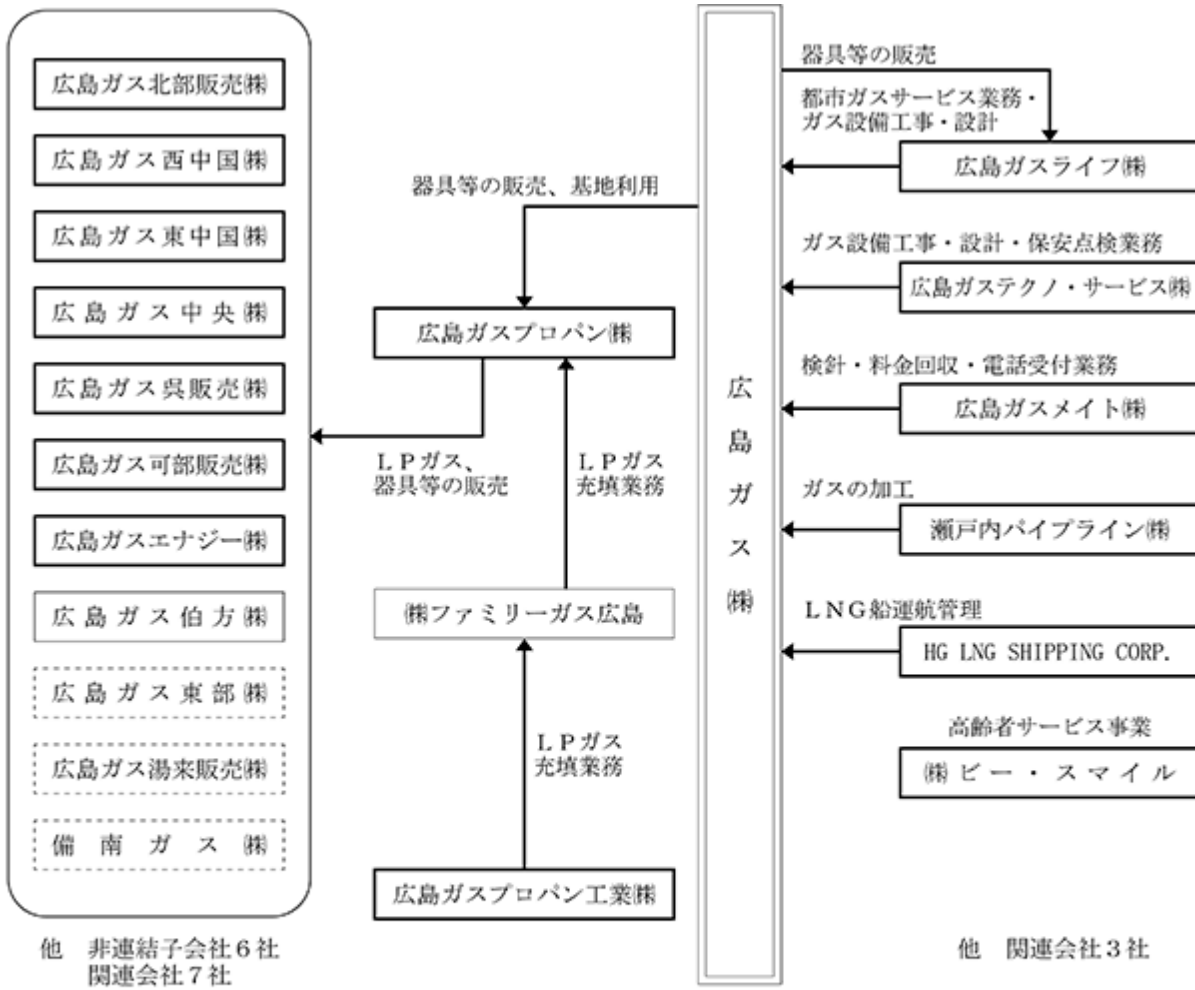 広島ガス北部販売㈱
広島ガス西中国㈱
広島ガス東中国㈱
広島ガス中央㈱
広島ガス呉販売㈱
広島ガス可部販売㈱
広島ガスエナジー㈱
広島ガス伯方㈱
広島ガス東部㈱
広島ガス湯来販売㈱
備南ガス㈱
他 非連結子会社6社
関連会社7社
器具等の販売、基地利用
広島ガスプロパン㈱
LPガス、
器具等の販売
LPガス
充填業務
㈱ファミリーガス広島
LPガス
充填業務
広島ガスプロパン工業㈱
広島ガス㈱
器具等の販売
都市ガスサービス業務・
ガス設備工事・設計
広島ガスライフ㈱
ガス設備工事・設計・保安点検業務
広島ガステクノ・サービス㈱
検針・料金回収・電話受付業務
広島ガスメイト㈱
ガスの加工
瀬戸内パイプライン㈱
LNG船運航管理
HG LNG SHIPPING CORP.
高齢者サービス事業
㈱ビー・スマイル
他 関連会社3社